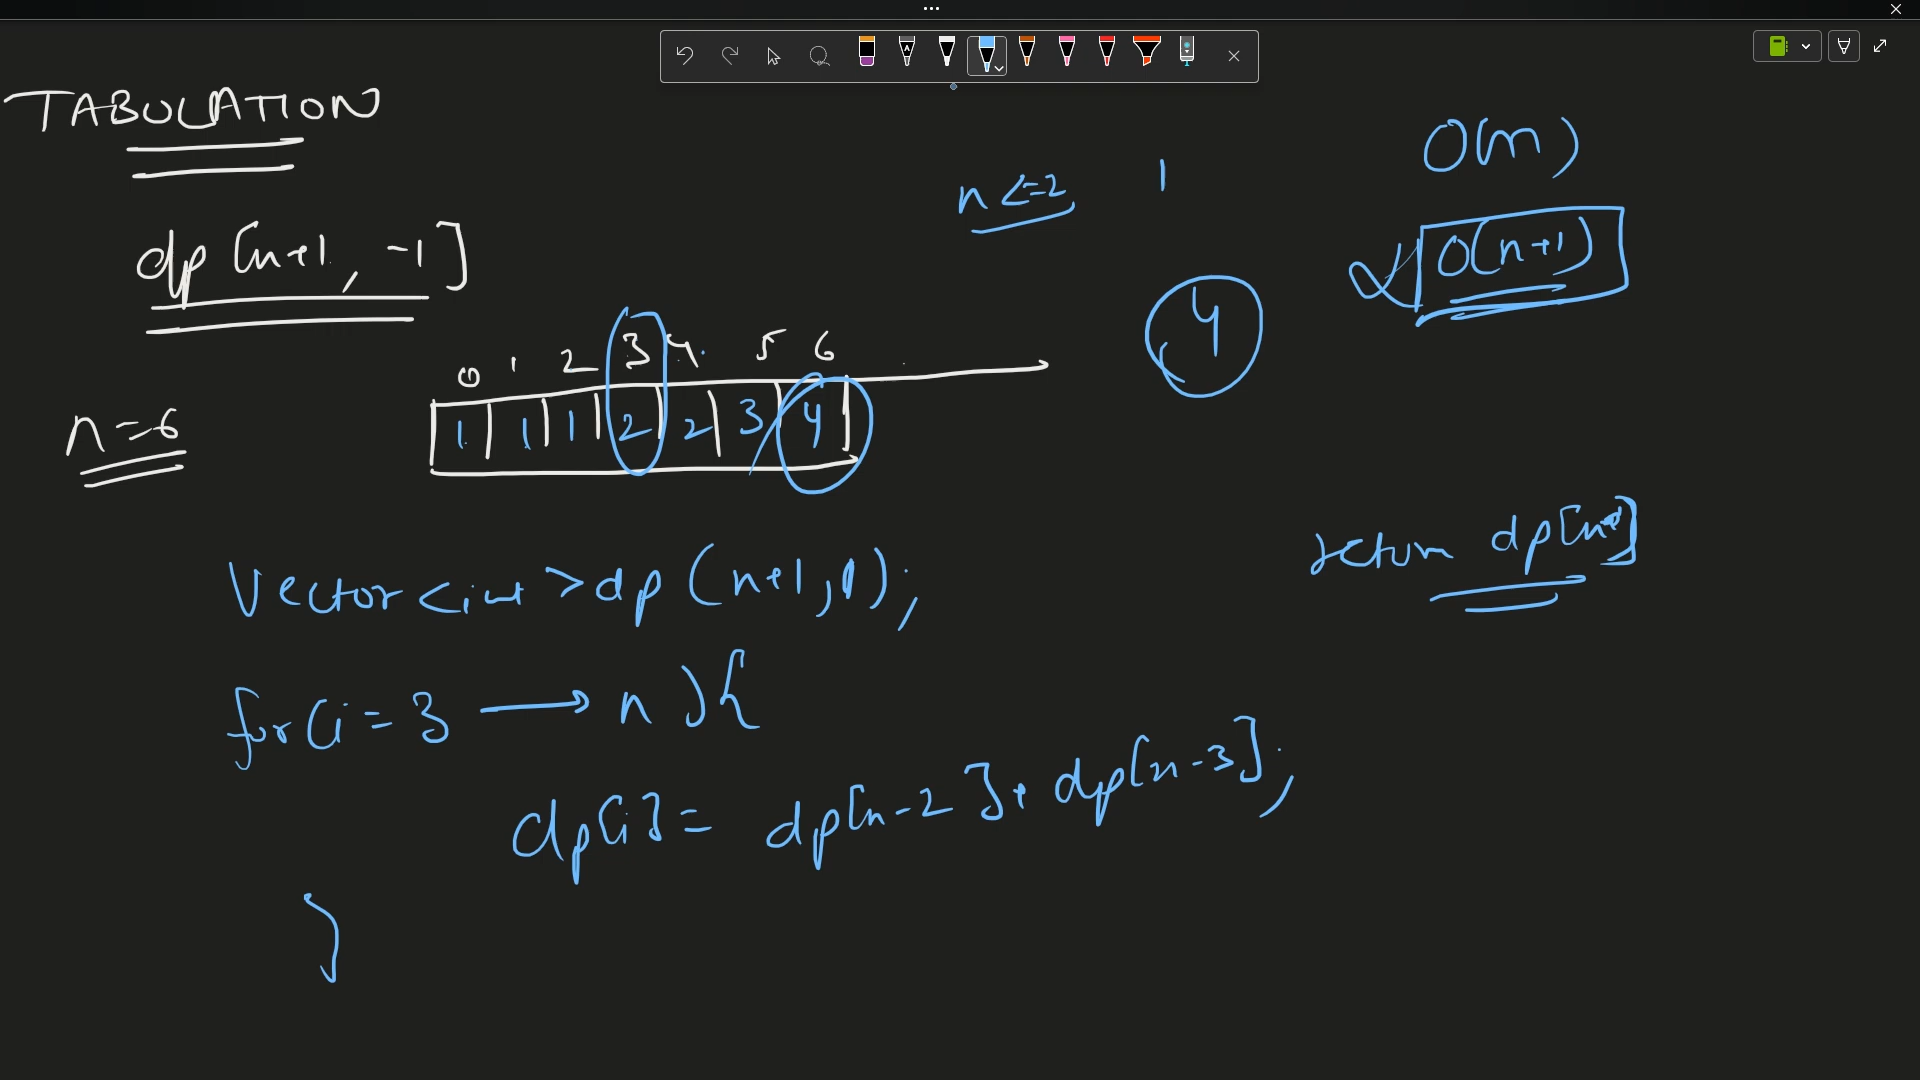 TABULATION
O(n)
n <=2 1
dp [n+1, -1]
O(n+1)
4
0 1 2 3 4 5 6
n=6
1 1 1 2 2 3 4
return dp[n]
Vector<int>dp (n+1,1);
for(i=3 → n){
dp[i]= dp[n-2]+dp[n-3];
}